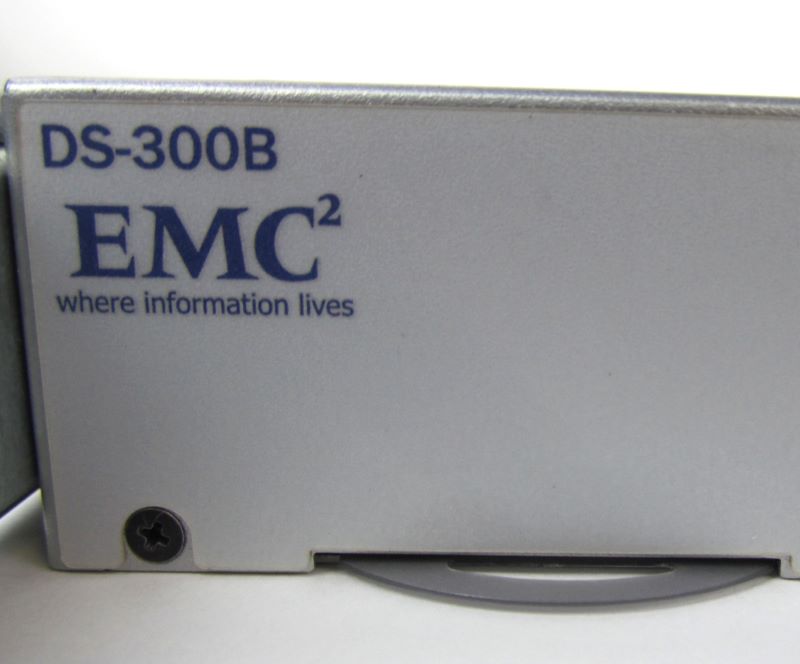 DS-300B
EMC²
where information lives